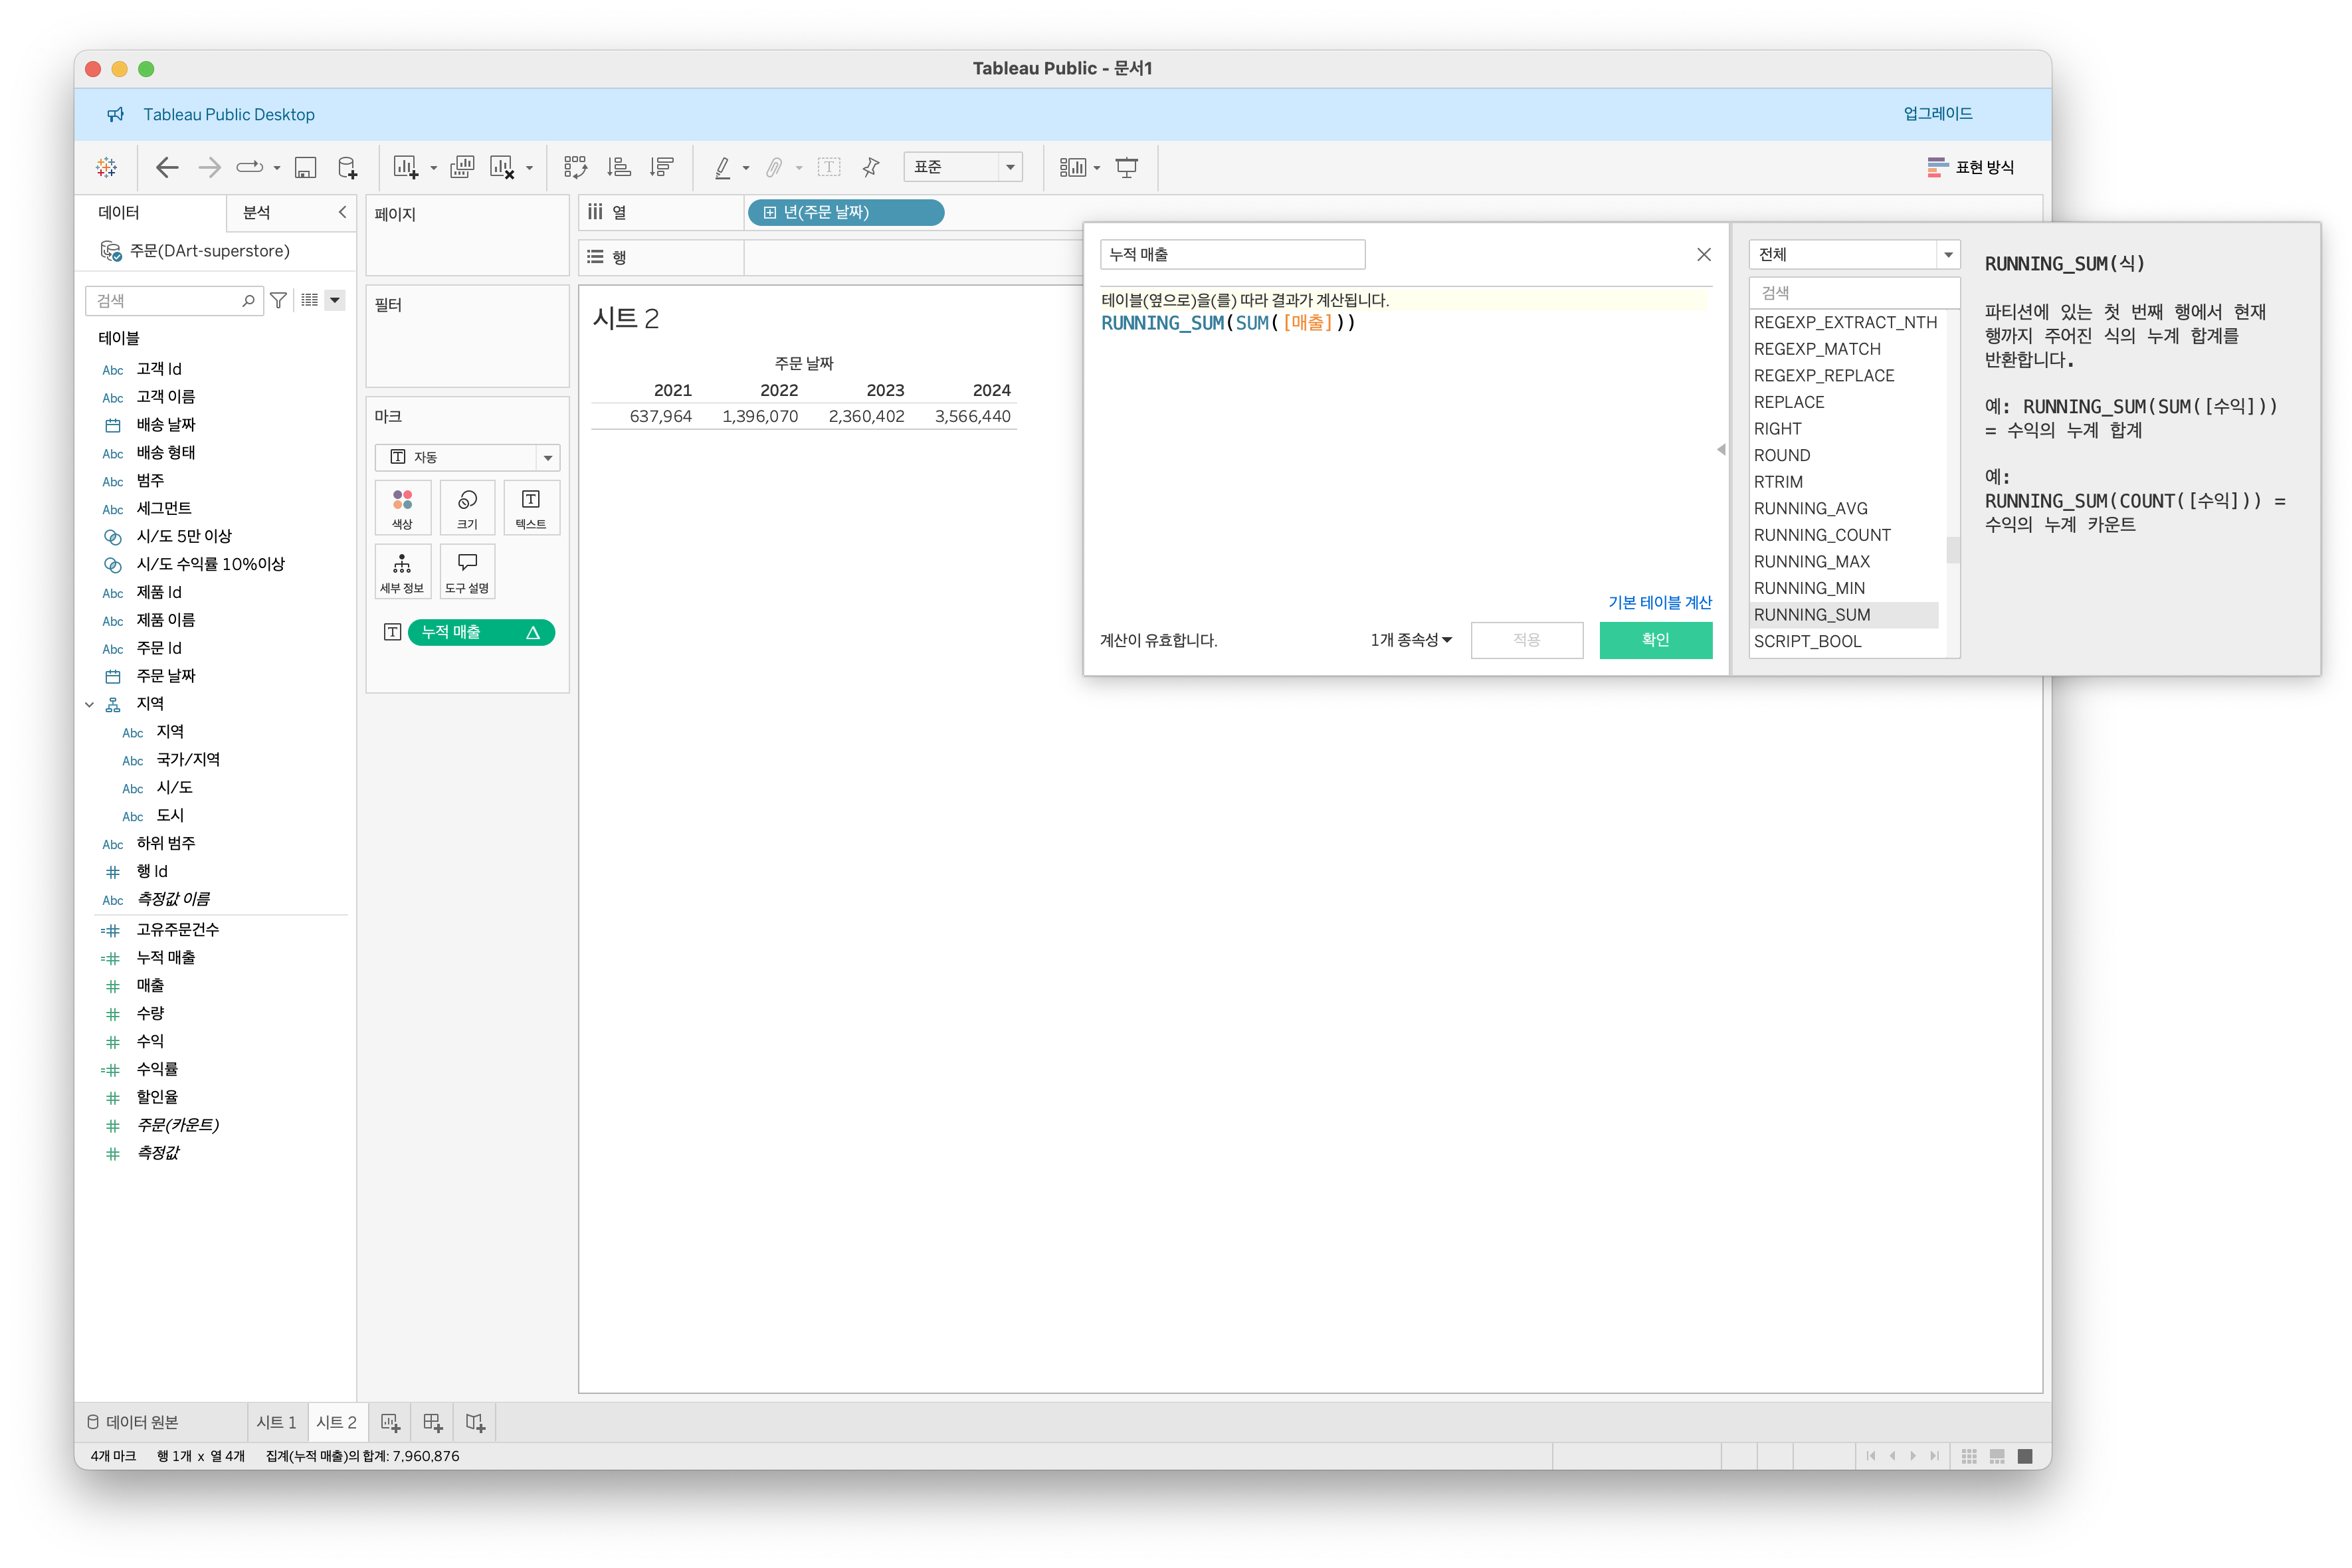 Tableau Public - 문서1
Tableau Public Desktop
업그레이드
표준
표현 방식
데이터
분석
주문(DArt-superstore)
검색
테이블
Abc 고객 Id
Abc 고객 이름
배송 날짜
Abc 배송 형태
Abc 범주
Abc 세그먼트
시/도 5만 이상
시/도 수익률 10%이상
Abc 제품 Id
Abc 제품 이름
Abc 주문 Id
주문 날짜
지역
Abc 지역
Abc 국가/지역
Abc 시/도
Abc 도시
Abc 하위 범주
행 Id
Abc 측정값 이름
고유주문건수
누적 매출
매출
수량
수익
수익률
할인율
주문(카운트)
측정값
페이지
필터
마크
자동
색상
크기
텍스트
세부 정보
도구 설명
누적 매출
열
년(주문 날짜)
행
시트 2
주문 날짜
2021 2022 2023 2024
637,964 1,396,070 2,360,402 3,566,440
누적 매출
테이블(옆으로)을(를) 따라 결과가 계산됩니다.
RUNNING_SUM(SUM([매출]))
기본 테이블 계산
계산이 유효합니다.
1개 종속성
적용
확인
전체
검색
REGEXP_EXTRACT_NTH
REGEXP_MATCH
REGEXP_REPLACE
REPLACE
RIGHT
ROUND
RTRIM
RUNNING_AVG
RUNNING_COUNT
RUNNING_MAX
RUNNING_MIN
RUNNING_SUM
SCRIPT_BOOL
RUNNING_SUM(식)
파티션에 있는 첫 번째 행에서 현재
행까지 주어진 식의 누계 합계를
반환합니다.
예: RUNNING_SUM(SUM([수익]))
= 수익의 누계 합계
예:
RUNNING_SUM(COUNT([수익])) =
수익의 누계 카운트
데이터 원본
시트 1
시트 2
4개 마크
행 1개 x 열 4개
집계(누적 매출)의 합계: 7,960,876